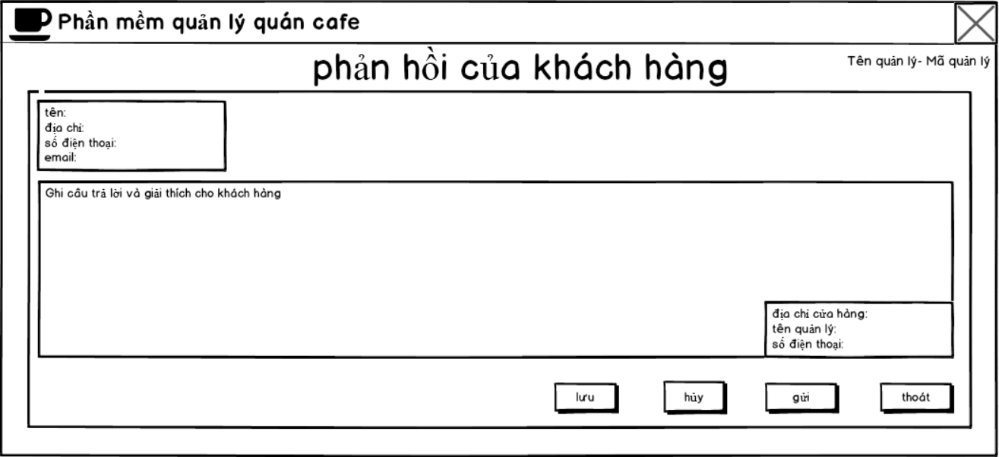 Phần mềm quản lý quán cafe
phản hồi của khách hàng
Tên quản lý- Mã quản lý
tên:
địa chỉ:
số điện thoại:
email:
Ghi câu trả lời và giải thích cho khách hàng
địa chỉ cửa hàng:
tên quản lý:
số điện thoại:
lưu
hủy
gửi
thoát